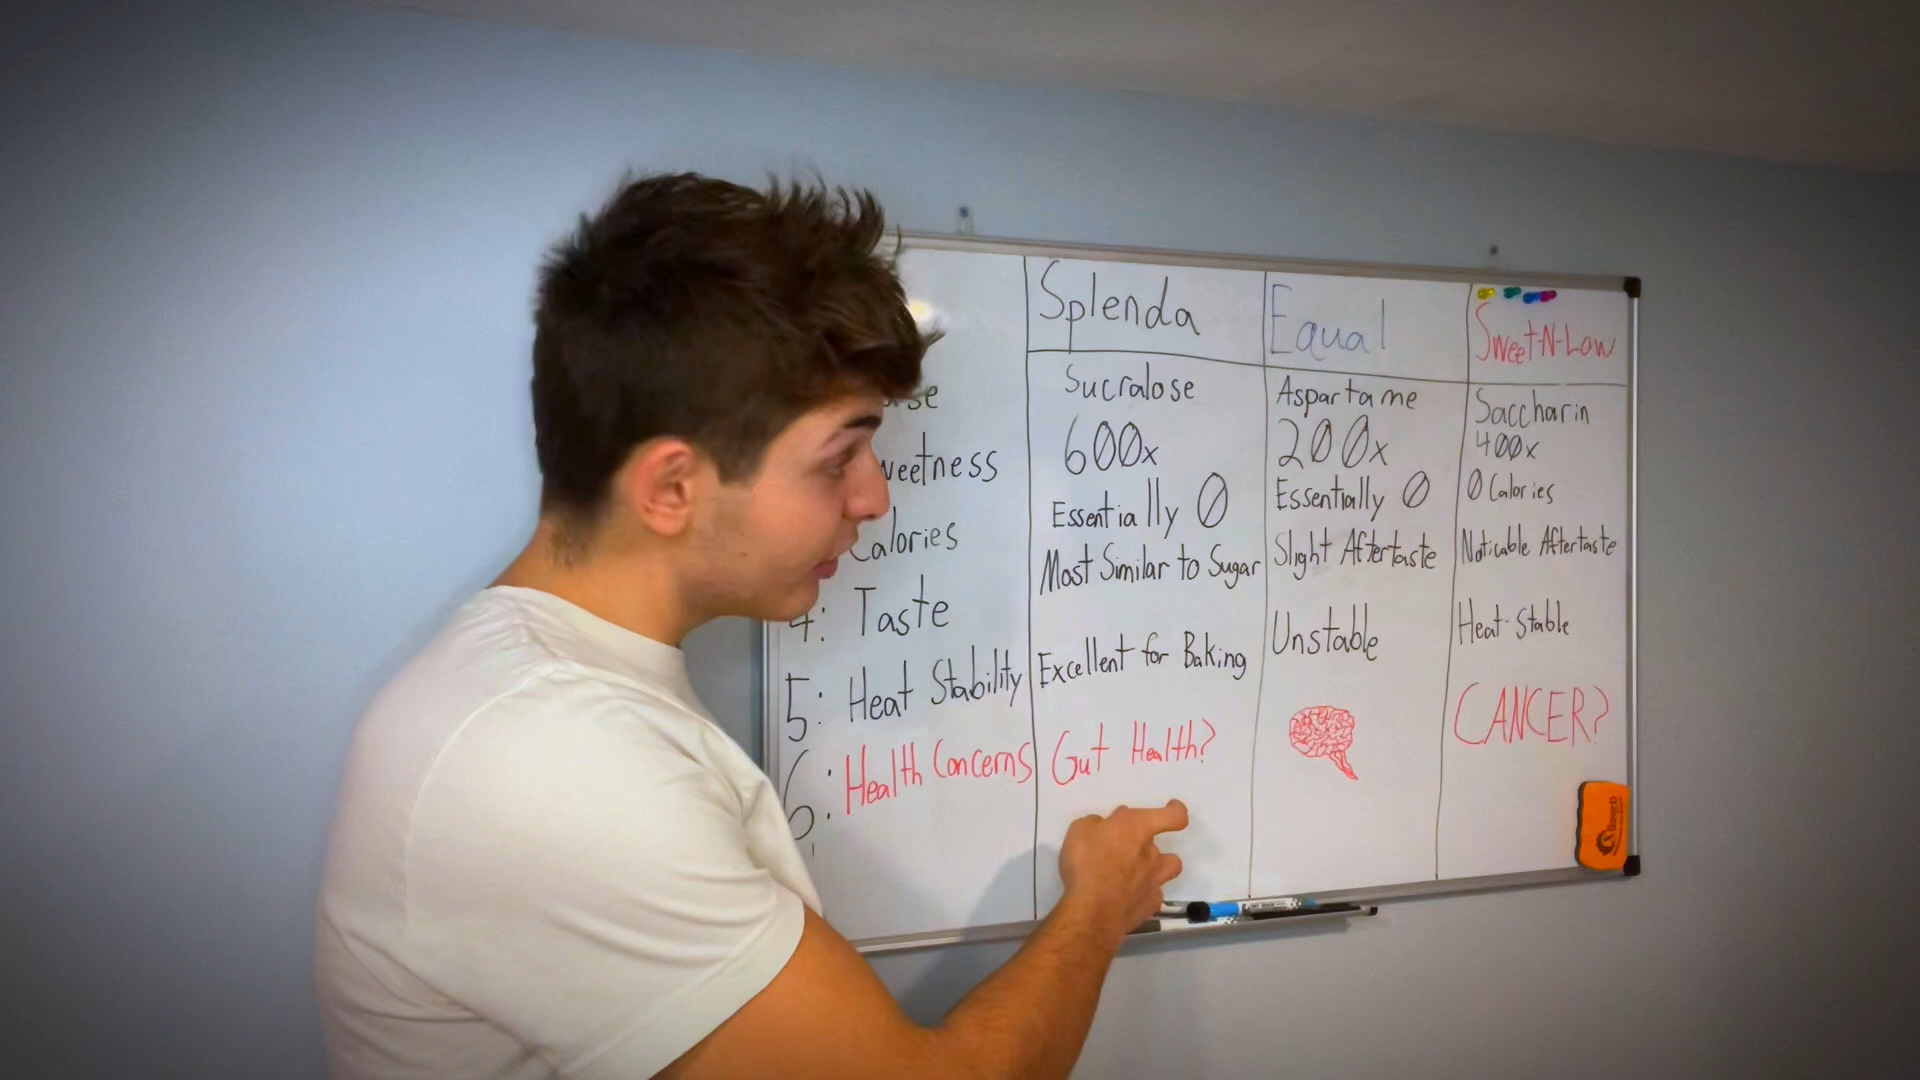 Splenda Equal Sweet-N-Low
Sucralose Aspartame Saccharin
600x 200x 400x
Calories Essentially 0 Essentially 0 0 Calories
4: Taste Most Similar to Sugar Slight Aftertaste Noticable Aftertaste
5: Heat Stability Excellent for Baking Unstable Heat-Stable
6: Health Concerns Gut Health? CANCER?